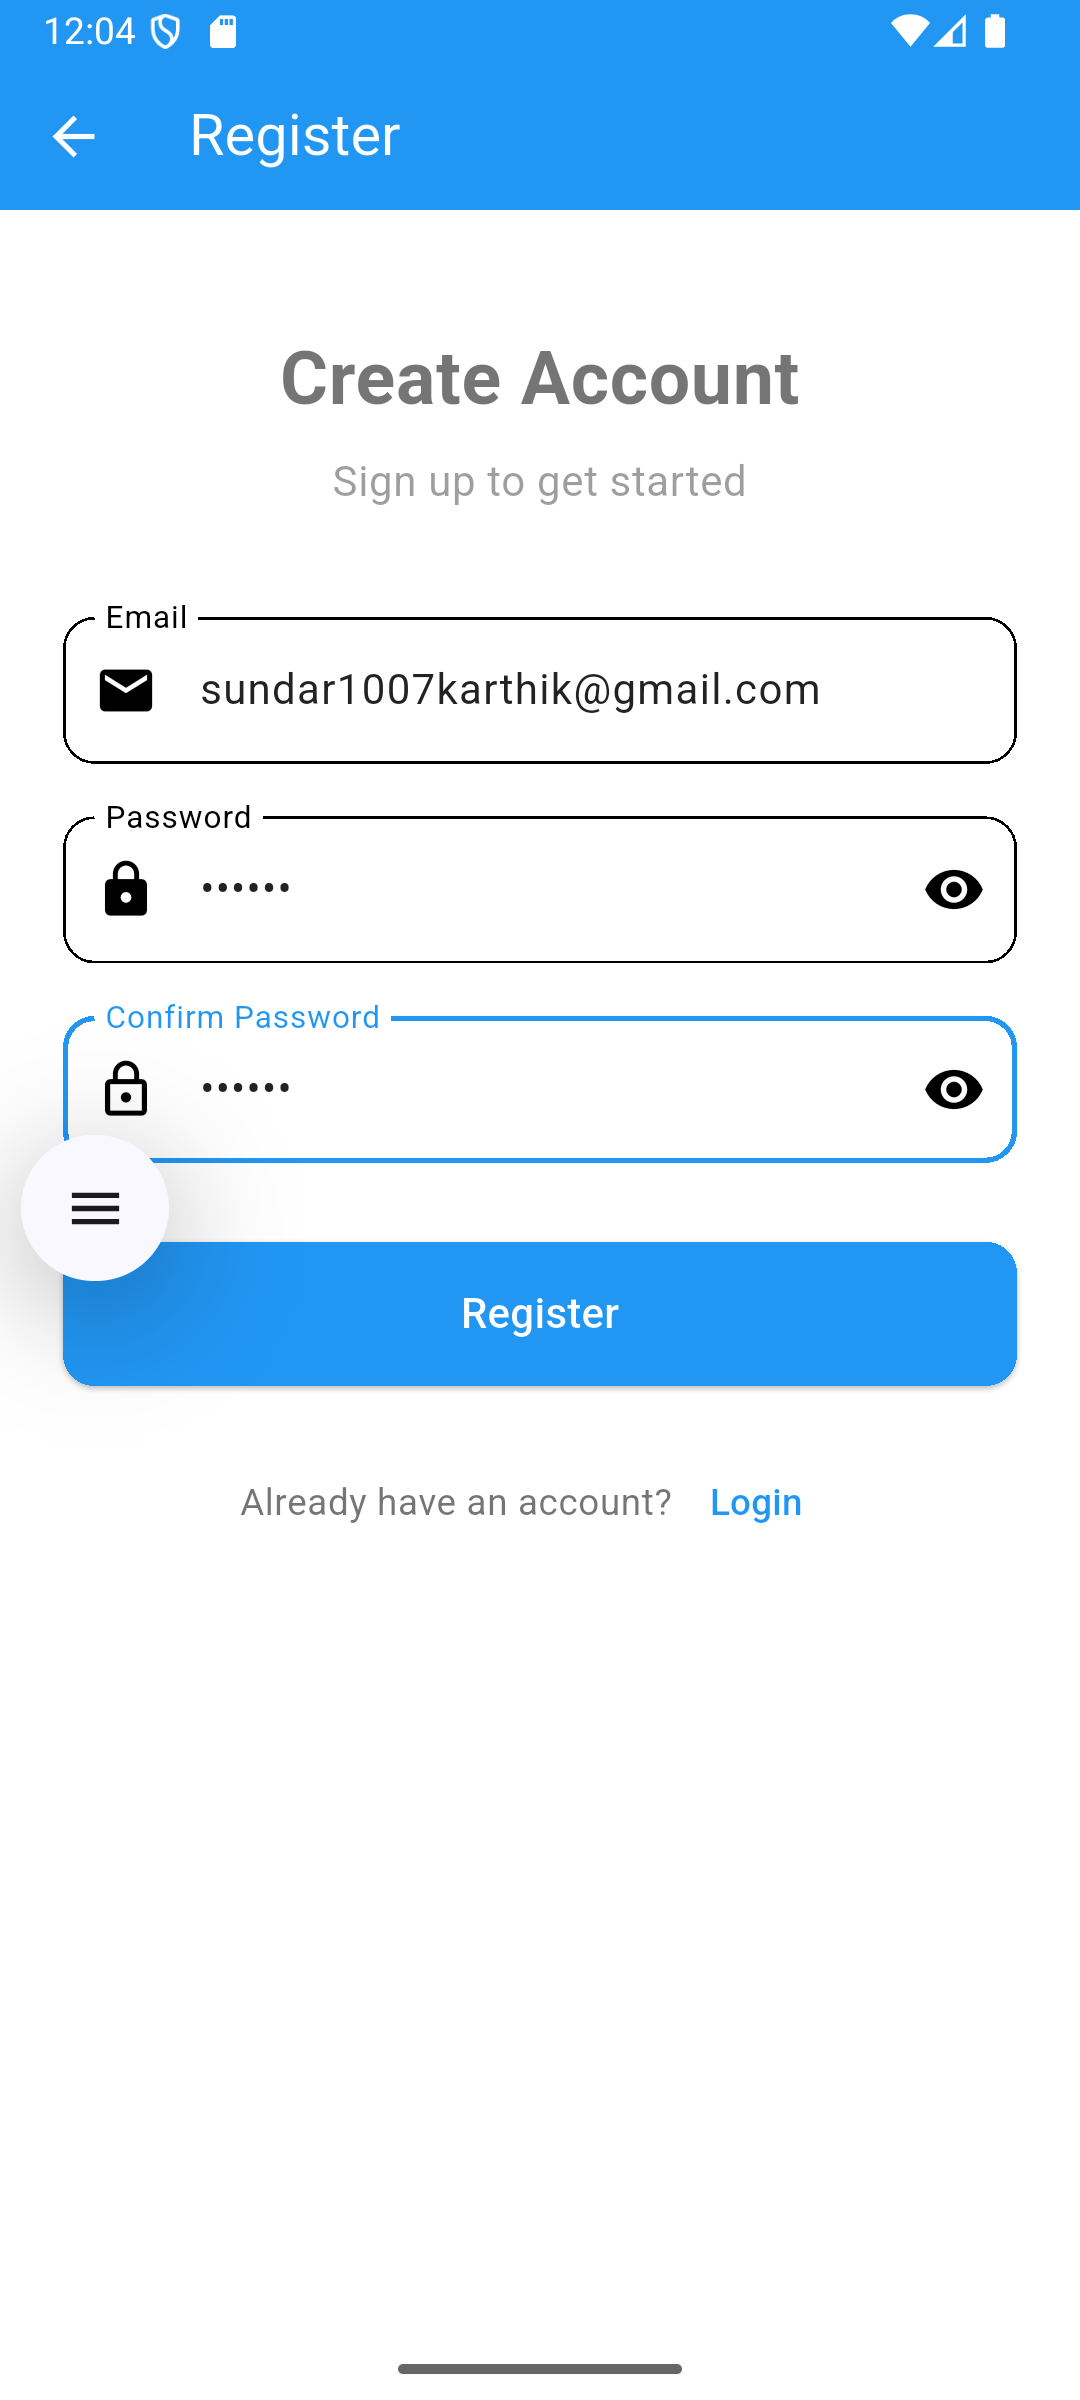 12:04
Register
Create Account
Sign up to get started
Email
sundar1007karthik@gmail.com
Password
••••••
Confirm Password
••••••
Register
Already have an account? Login